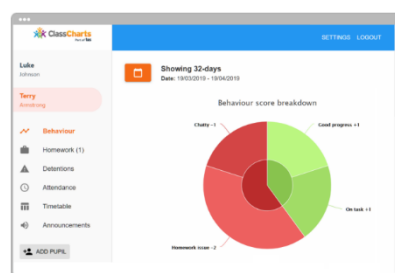 ClassCharts
SETTINGS LOGOUT
Luke
Johnson
Showing 32-days
Date: 19/03/2019 - 19/04/2019
Terry
Armstrong
Behaviour score breakdown
Behaviour
Chatty -1
Good progress +1
Homework (1)
Detentions
Attendance
Timetable
On task +1
Announcements
Homework issue -2
ADD PUPIL